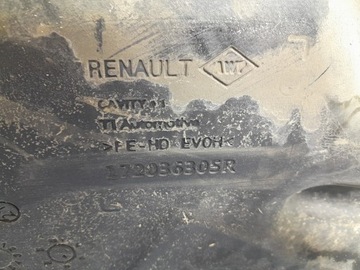 RENAULT
CAVITY 1
TI Automotive
>PE-HD EVOH<
172036305R